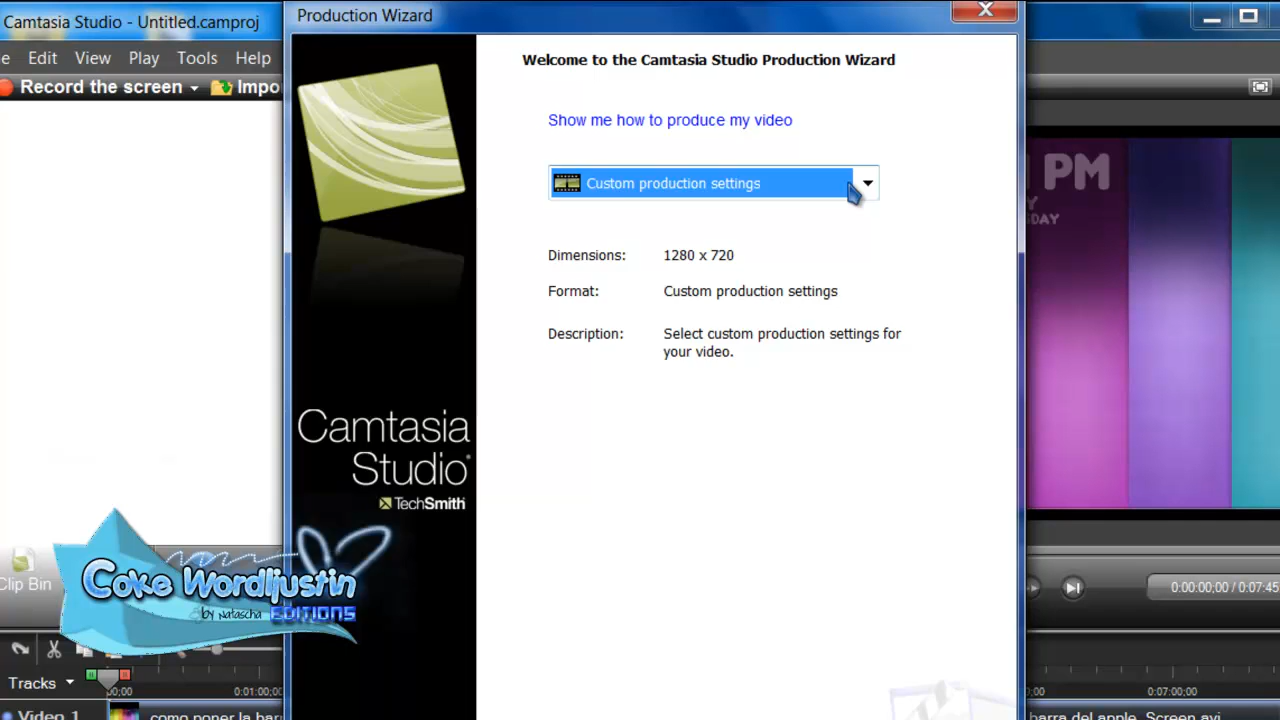 Camtasia Studio - Untitled.camproj
Production Wizard
Edit View Play Tools Help
Record the screen
Welcome to the Camtasia Studio Production Wizard
Show me how to produce my video
Custom production settings
Dimensions: 1280 x 720
Format: Custom production settings
Description: Select custom production settings for
your video.
PM
Camtasia
Studio
TechSmith
Clip Bin
Coke Wordljustin
by Natascha EDITIONS
0:00:00;00 / 0:07:45
Tracks
0:01:00;00
0:07:00;00
Video 1
como poner la bar
barra del apple. Screen.avi